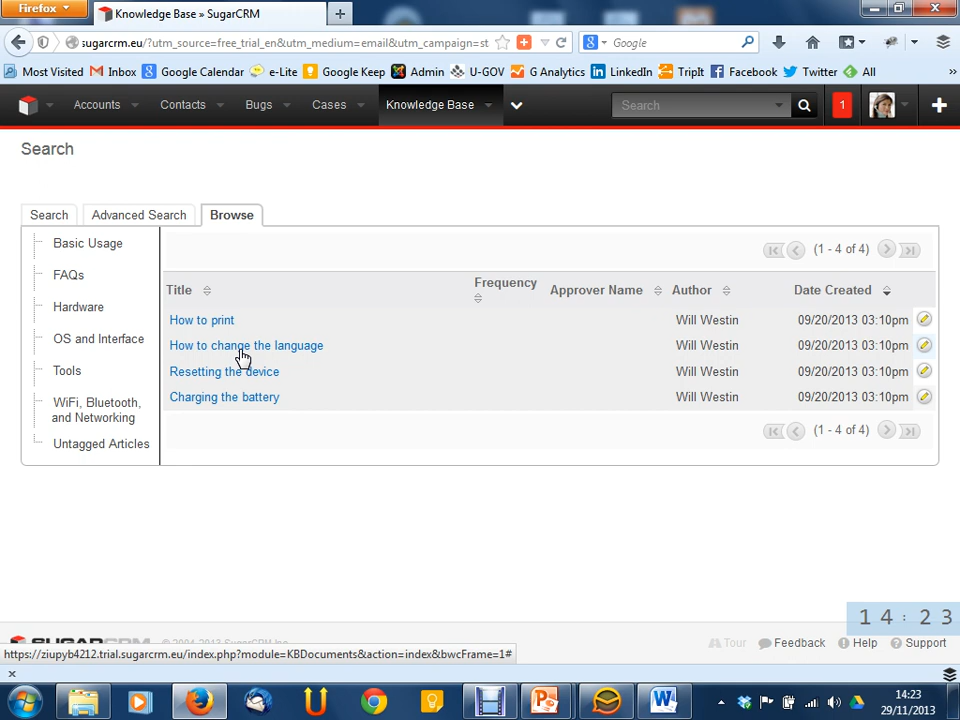 Firefox
Knowledge Base » SugarCRM
sugarcrm.eu/?utm_source=free_trial_en&utm_medium=email&utm_campaign=st
Google
Most Visited Inbox Google Calendar e-Lite Google Keep Admin U-GOV G Analytics LinkedIn TripIt Facebook Twitter All »
Accounts Contacts Bugs Cases Knowledge Base Search 1
Search
Search Advanced Search Browse
Basic Usage
FAQs
Hardware
OS and Interface
Tools
WiFi, Bluetooth,
and Networking
Untagged Articles
(1 - 4 of 4)
Title Frequency Approver Name Author Date Created
How to print Will Westin 09/20/2013 03:10pm
How to change the language Will Westin 09/20/2013 03:10pm
Resetting the device Will Westin 09/20/2013 03:10pm
Charging the battery Will Westin 09/20/2013 03:10pm
(1 - 4 of 4)
14:23
SUGARCRM © 2004-2013 SugarCRM Inc.
Tour Feedback Help Support
https://ziupyb4212.trial.sugarcrm.eu/index.php?module=KBDocuments&action=index&bwcFrame=1#
14:23
29/11/2013